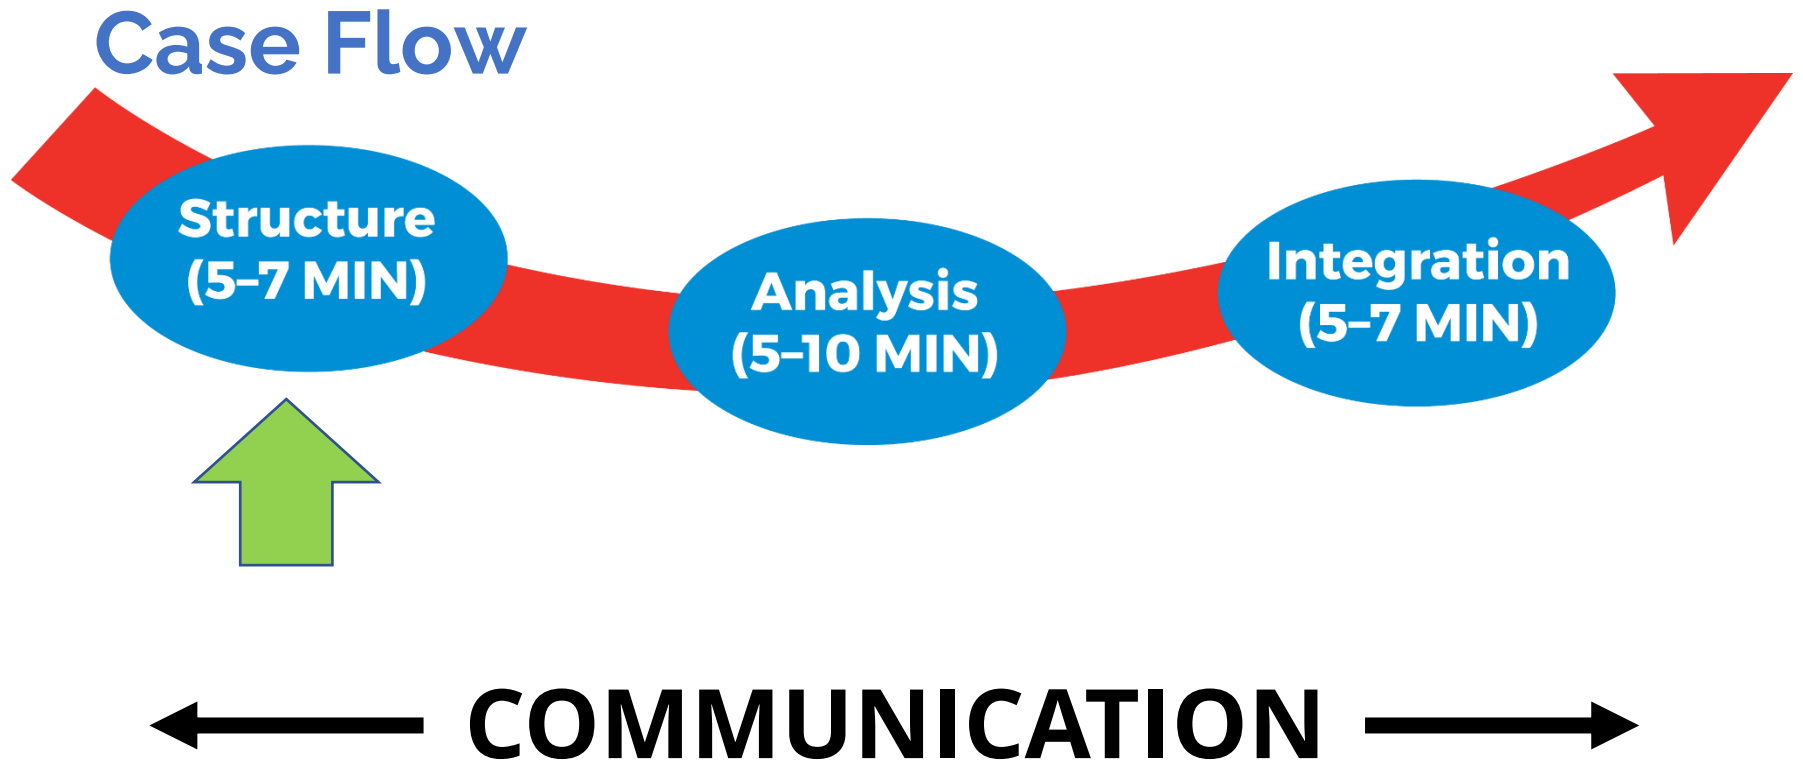 Case Flow
Structure
(5–7 MIN)
Analysis
(5–10 MIN)
Integration
(5–7 MIN)
COMMUNICATION